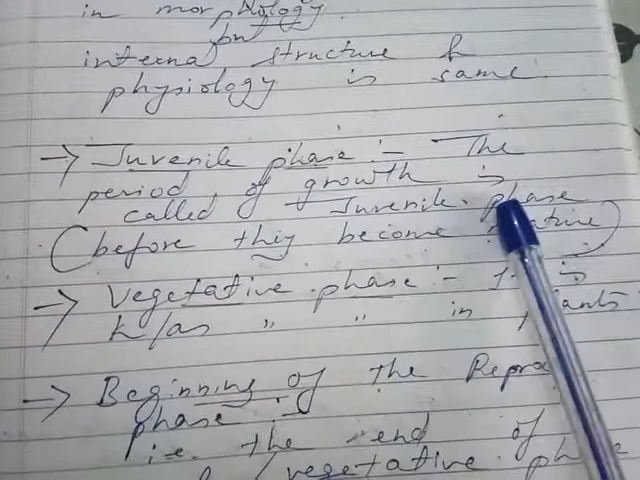 in morphology.
but
internal structure &
physiology is same.
→ Juvenile phase :- The
period of growth is
called Juvenile. phase
(before they become mature)
→ Vegetative phase :- It is
k/as " " in plants
→ Beginning of the Repro
phase.
i.e. the end of
vegetative. phase